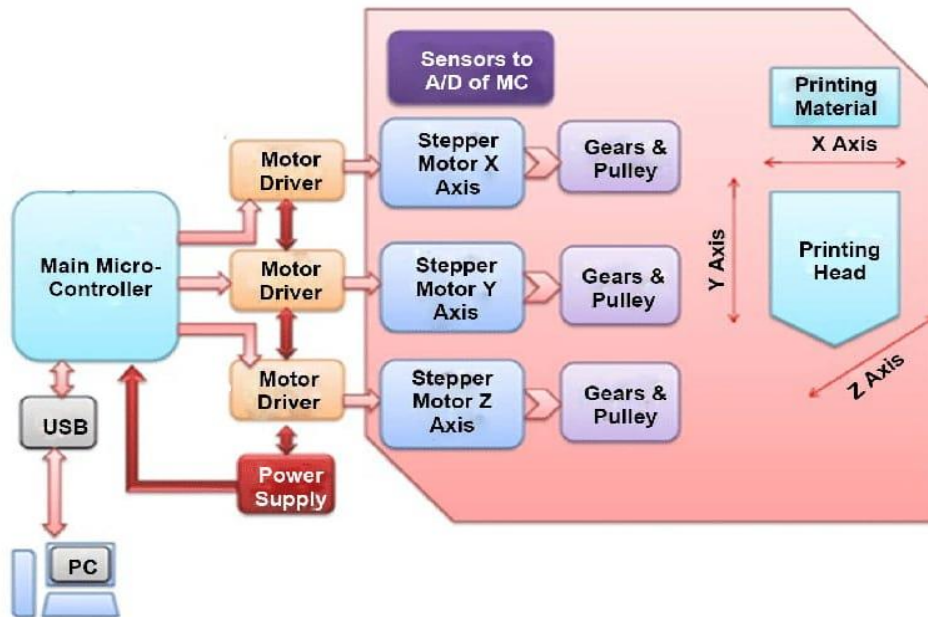 Sensors to
A/D of MC
Printing
Material
X Axis
Motor
Driver
Stepper
Motor X
Axis
Gears &
Pulley
Main Micro-
Controller
Motor
Driver
Stepper
Motor Y
Axis
Gears &
Pulley
Y Axis
Printing
Head
Z Axis
Motor
Driver
Stepper
Motor Z
Axis
Gears &
Pulley
USB
Power
Supply
PC